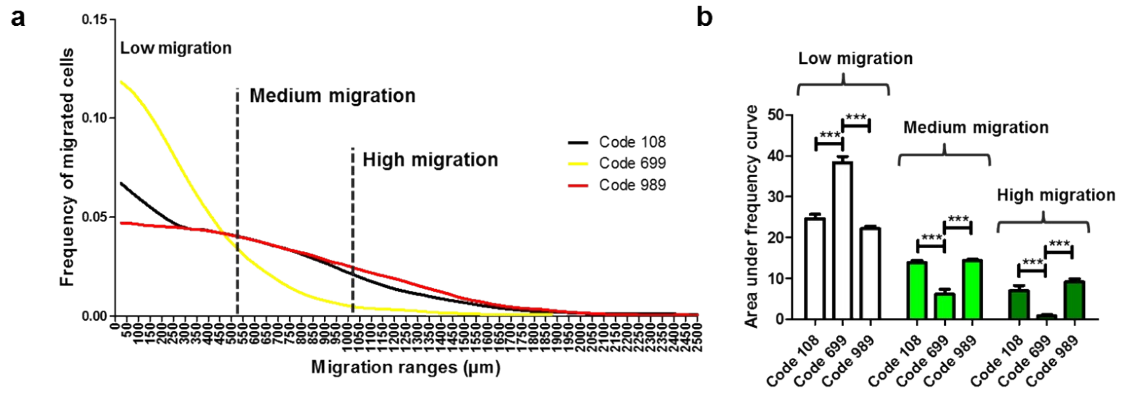 a
0.15
0.10
0.05
0.00
Frequency of migrated cells
Low migration
Medium migration
High migration
Code 108
Code 699
Code 989
0 50 100 150 200 250 300 350 400 450 500 550 600 650 700 750 800 850 900 950 1000 1050 1100 1150 1200 1250 1300 1350 1400 1450 1500 1550 1600 1650 1700 1750 1800 1850 1900 1950 2000 2050 2100 2150 2200 2250 2300 2350 2400 2450 2500
Migration ranges (µm)
b
Low migration
Medium migration
High migration
Area under frequency curve
50
40
30
20
10
0
*** ***
*** ***
*** ***
Code 108 Code 699 Code 989 Code 108 Code 699 Code 989 Code 108 Code 699 Code 989